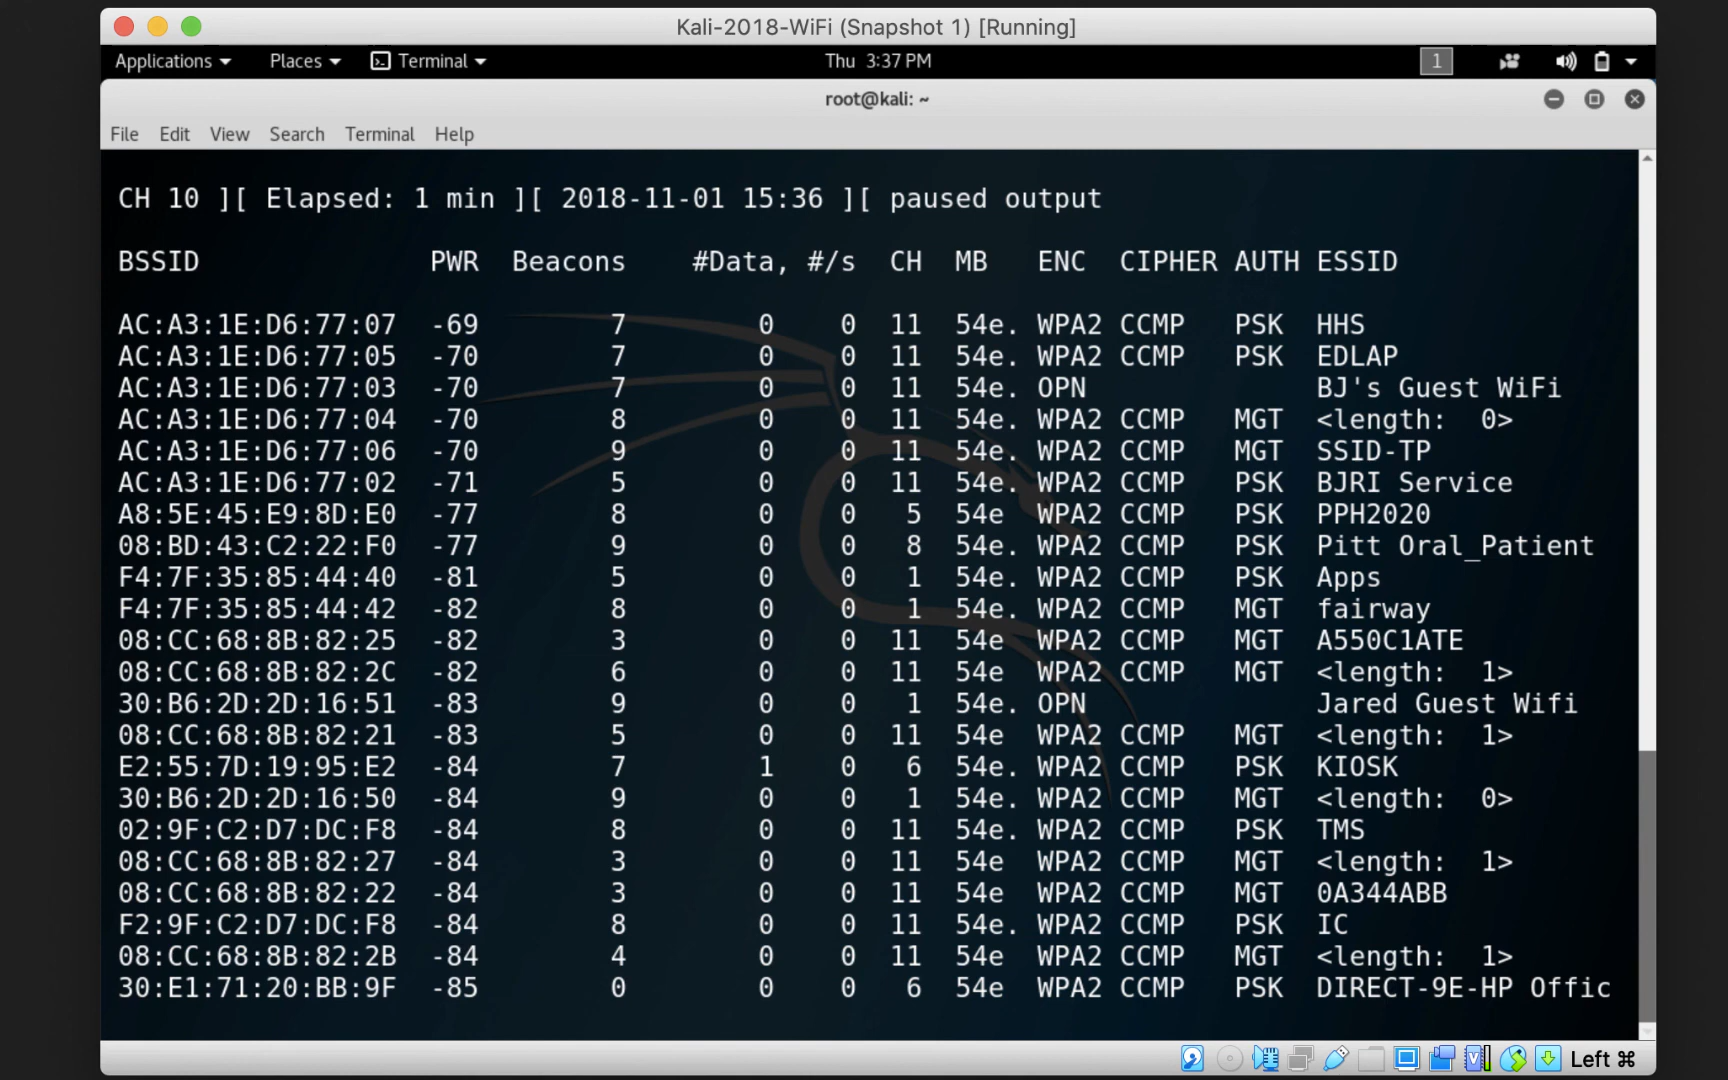 Kali-2018-WiFi (Snapshot 1) [Running]
Applications Places Terminal Thu 3:37 PM 1
root@kali: ~
File Edit View Search Terminal Help
CH 10 ][ Elapsed: 1 min ][ 2018-11-01 15:36 ][ paused output
BSSID PWR Beacons #Data, #/s CH MB ENC CIPHER AUTH ESSID
AC:A3:1E:D6:77:07 -69 7 0 0 11 54e. WPA2 CCMP PSK HHS
AC:A3:1E:D6:77:05 -70 7 0 0 11 54e. WPA2 CCMP PSK EDLAP
AC:A3:1E:D6:77:03 -70 7 0 0 11 54e. OPN BJ's Guest WiFi
AC:A3:1E:D6:77:04 -70 8 0 0 11 54e. WPA2 CCMP MGT <length: 0>
AC:A3:1E:D6:77:06 -70 9 0 0 11 54e. WPA2 CCMP MGT SSID-TP
AC:A3:1E:D6:77:02 -71 5 0 0 11 54e. WPA2 CCMP PSK BJRI Service
A8:5E:45:E9:8D:E0 -77 8 0 0 5 54e WPA2 CCMP PSK PPH2020
08:BD:43:C2:22:F0 -77 9 0 0 8 54e. WPA2 CCMP PSK Pitt Oral_Patient
F4:7F:35:85:44:40 -81 5 0 0 1 54e. WPA2 CCMP PSK Apps
F4:7F:35:85:44:42 -82 8 0 0 1 54e. WPA2 CCMP MGT fairway
08:CC:68:8B:82:25 -82 3 0 0 11 54e WPA2 CCMP MGT A550C1ATE
08:CC:68:8B:82:2C -82 6 0 0 11 54e WPA2 CCMP MGT <length: 1>
30:B6:2D:2D:16:51 -83 9 0 0 1 54e. OPN Jared Guest Wifi
08:CC:68:8B:82:21 -83 5 0 0 11 54e WPA2 CCMP MGT <length: 1>
E2:55:7D:19:95:E2 -84 7 1 0 6 54e. WPA2 CCMP PSK KIOSK
30:B6:2D:2D:16:50 -84 9 0 0 1 54e. WPA2 CCMP MGT <length: 0>
02:9F:C2:D7:DC:F8 -84 8 0 0 11 54e. WPA2 CCMP PSK TMS
08:CC:68:8B:82:27 -84 3 0 0 11 54e WPA2 CCMP MGT <length: 1>
08:CC:68:8B:82:22 -84 3 0 0 11 54e WPA2 CCMP MGT 0A344ABB
F2:9F:C2:D7:DC:F8 -84 8 0 0 11 54e. WPA2 CCMP PSK IC
08:CC:68:8B:82:2B -84 4 0 0 11 54e WPA2 CCMP MGT <length: 1>
30:E1:71:20:BB:9F -85 0 0 0 6 54e WPA2 CCMP PSK DIRECT-9E-HP Offic
Left ⌘